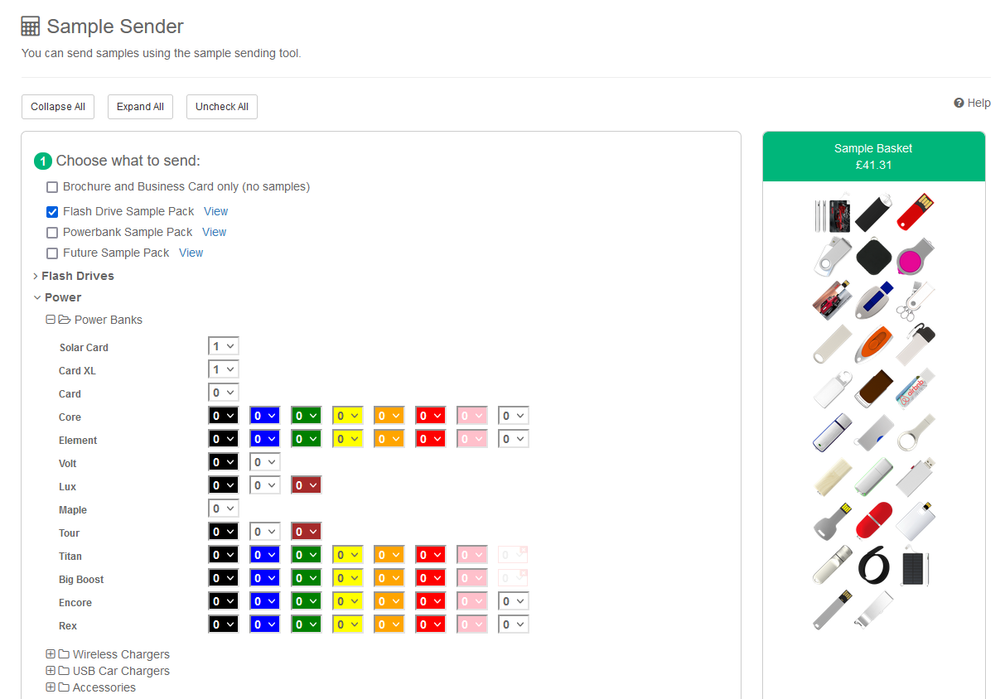 Sample Sender
You can send samples using the sample sending tool.
Collapse All Expand All Uncheck All
Help
1 Choose what to send:
Brochure and Business Card only (no samples)
Flash Drive Sample Pack View
Powerbank Sample Pack View
Future Sample Pack View
Flash Drives
Power
Power Banks
Solar Card 1
Card XL 1
Card 0
Core 0 0 0 0 0 0 0 0
Element 0 0 0 0 0 0 0 0
Volt 0 0
Lux 0 0 0
Maple 0
Tour 0 0 0
Titan 0 0 0 0 0 0 0 0
Big Boost 0 0 0 0 0 0 0 0
Encore 0 0 0 0 0 0 0 0
Rex 0 0 0 0 0 0 0 0
Wireless Chargers
USB Car Chargers
Accessories
Sample Basket
£41.31
airbnb